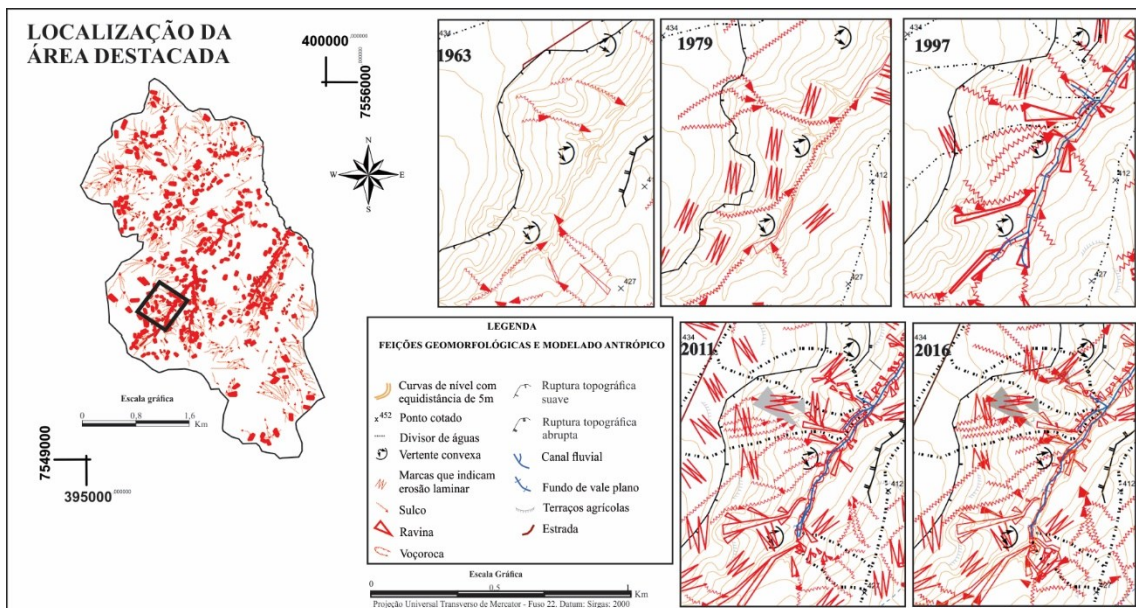 LOCALIZAÇÃO DA
ÁREA DESTACADA
400000
7556000
N
W
E
S
Escala gráfica
0
0,8
1,6
Km
7549000
395000
434
1963
427
1979
412
427
434
1997
412
427
LEGENDA
FEIÇÕES GEOMORFOLÓGICAS E MODELADO ANTRÓPICO
Curvas de nível com
equidistância de 5m
x452 Ponto cotado
Divisor de águas
Vertente convexa
Marcas que indicam
erosão laminar
Sulco
Ravina
Voçoroca
Ruptura topográfica
suave
Ruptura topográfica
abrupta
Canal fluvial
Fundo de vale plano
Terraços agrícolas
Estrada
Escala Gráfica
0
0.5
1
Km
Projeção Universal Transverso de Mercator - Fuso 22. Datum: Sirgas: 2000
434
2011
412
427
434
2016
412
427